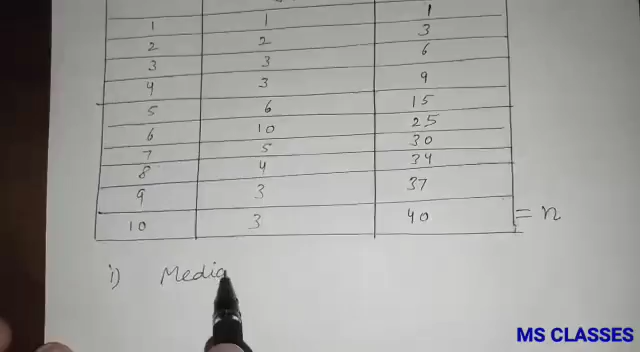 1 1 1
2 2 3
3 3 6
4 3 9
5 6 15
6 10 25
7 5 30
8 4 34
9 3 37
10 3 40 = n
i) Media
MS CLASSES